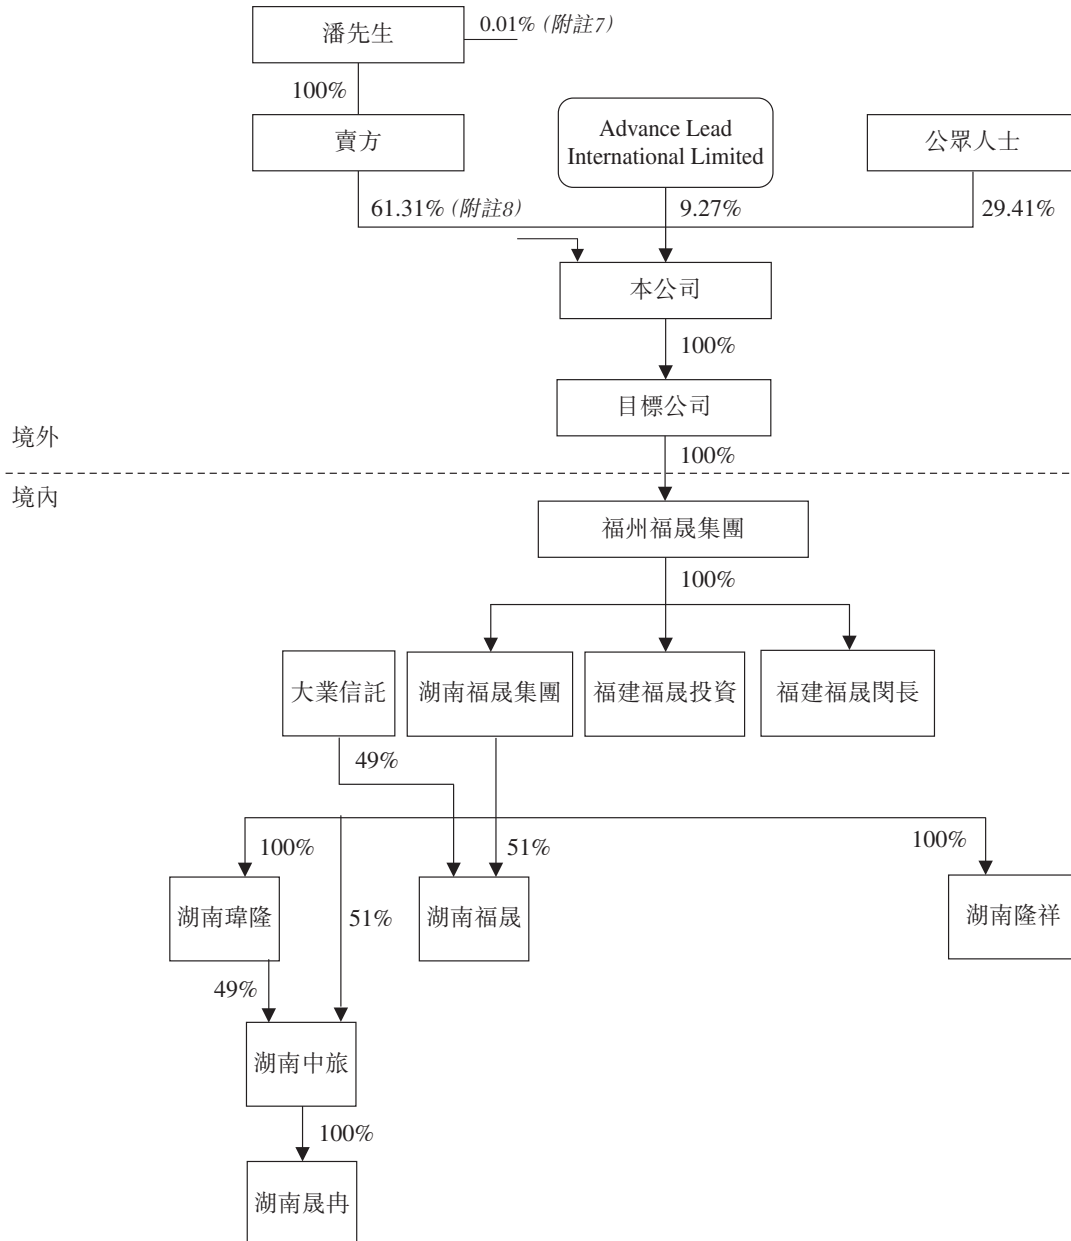 潘先生
0.01% (附註7)
100%
賣方
Advance Lead
International Limited
公眾人士
61.31% (附註8)
9.27%
29.41%
本公司
100%
目標公司
境外
100%
境內
福州福晟集團
100%
大業信託
湖南福晟集團
福建福晟投資
福建福晟閔長
49%
100%
51%
100%
湖南瑋隆
51%
湖南福晟
湖南隆祥
49%
湖南中旅
100%
湖南晟冉